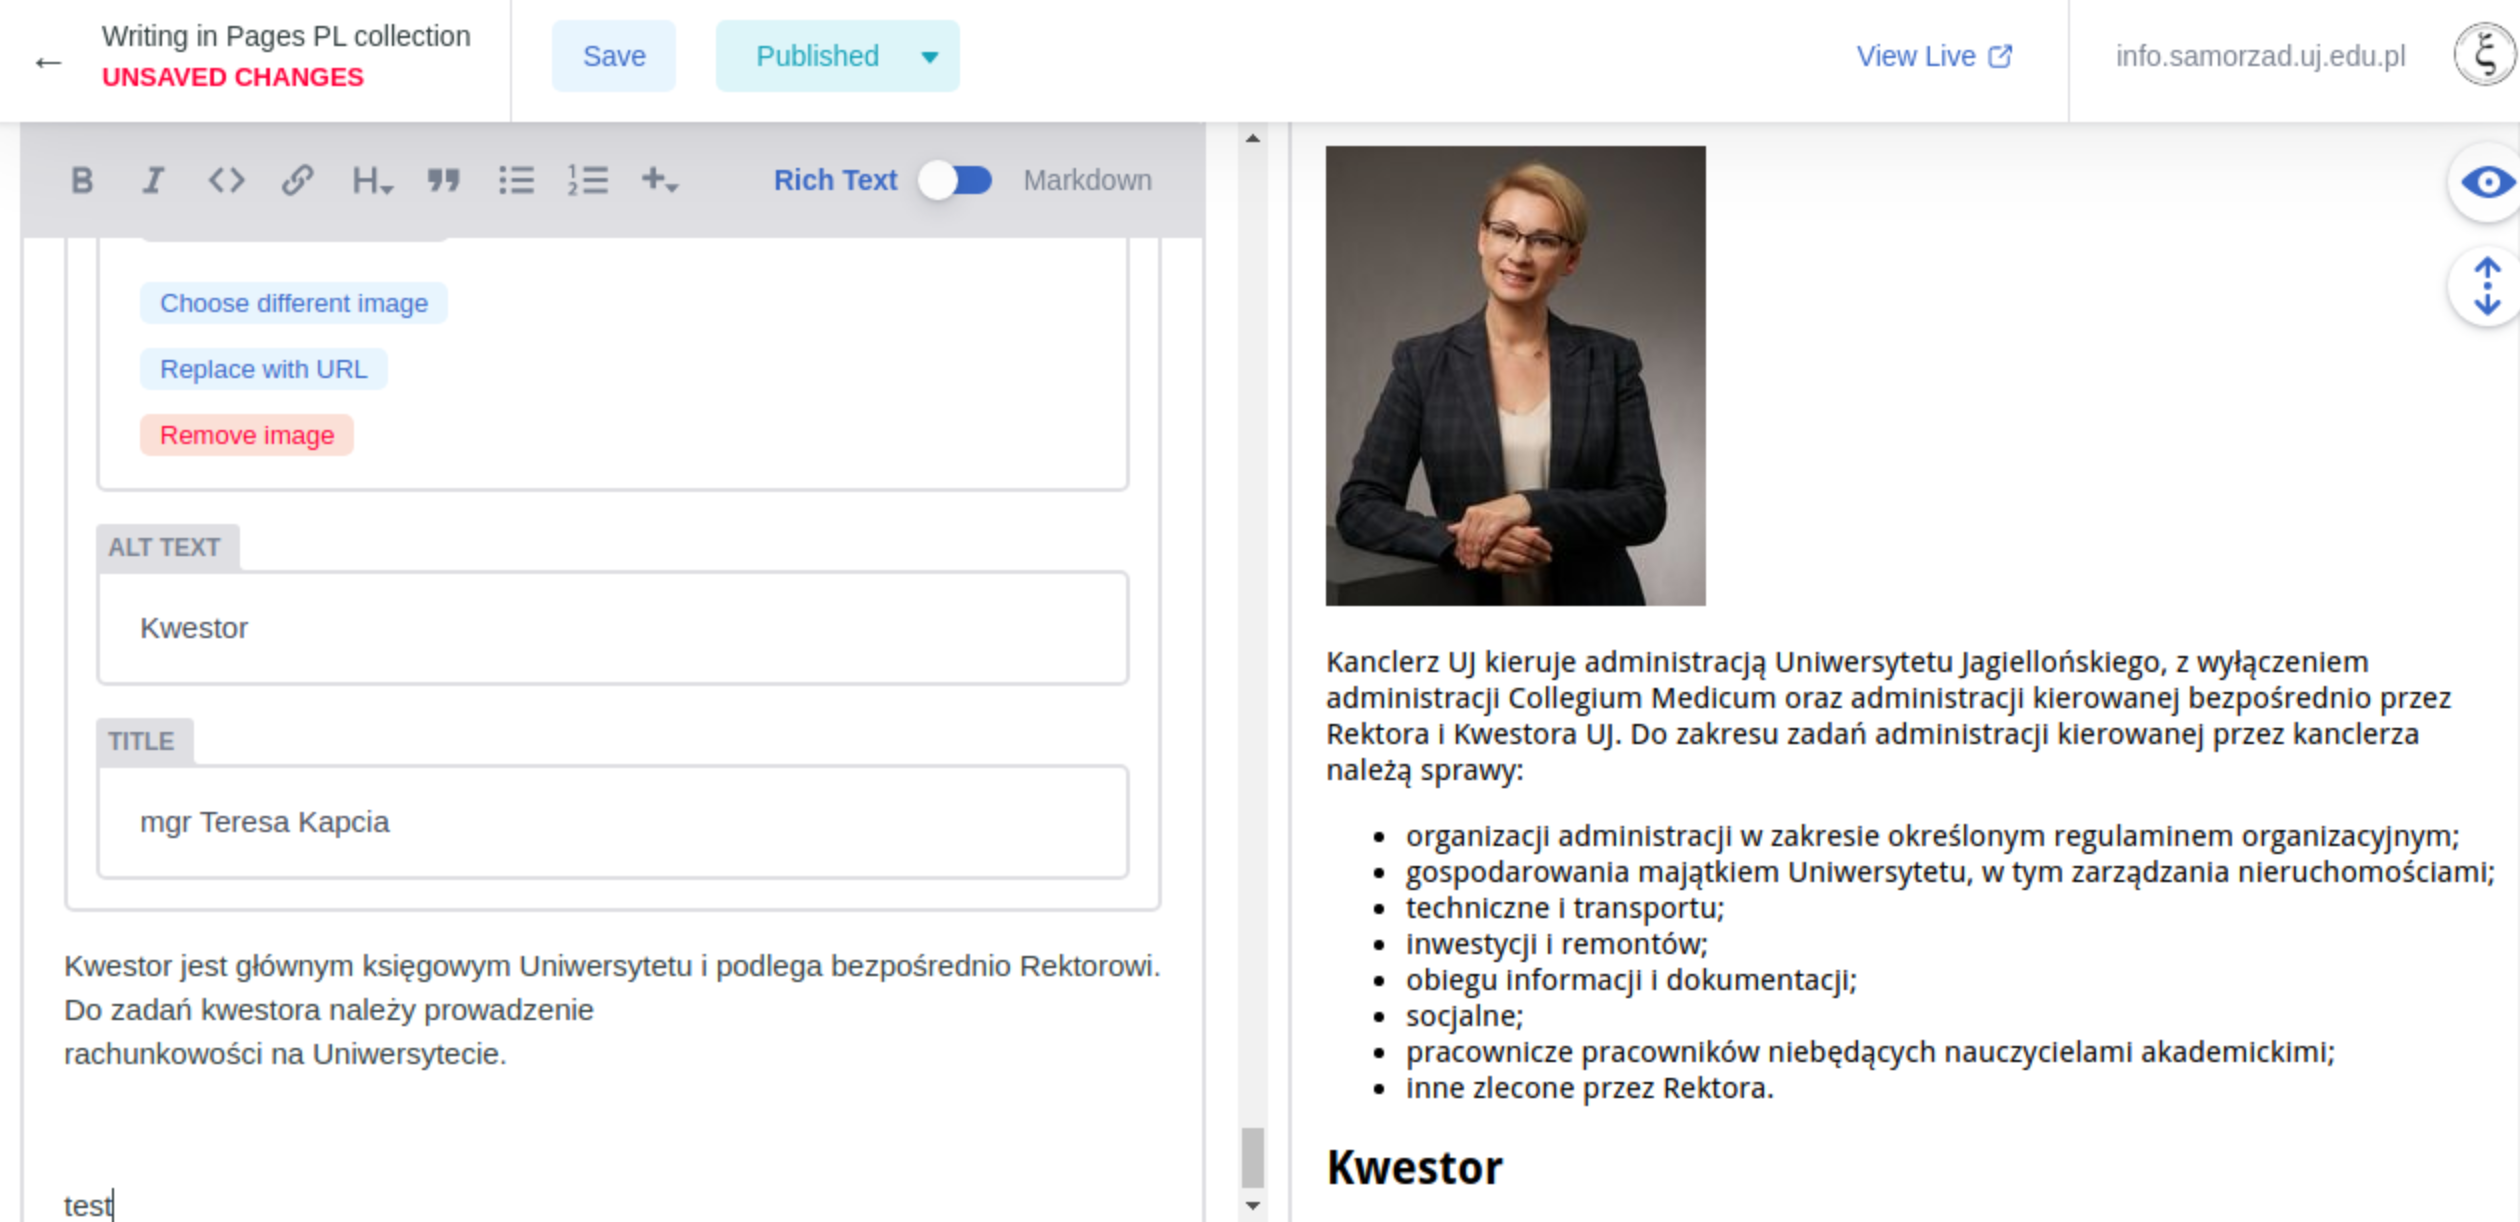 Writing in Pages PL collection
UNSAVED CHANGES
Save
Published
View Live
info.samorzad.uj.edu.pl
ξ
B I <> H ” 1 2 +
Rich Text
Markdown
Choose different image
Replace with URL
Remove image
ALT TEXT
Kwestor
TITLE
mgr Teresa Kapcia
Kwestor jest głównym księgowym Uniwersytetu i podlega bezpośrednio Rektorowi.
Do zadań kwestora należy prowadzenie
rachunkowości na Uniwersytecie.
test
Kanclerz UJ kieruje administracją Uniwersytetu Jagiellońskiego, z wyłączeniem
administracji Collegium Medicum oraz administracji kierowanej bezpośrednio przez
Rektora i Kwestora UJ. Do zakresu zadań administracji kierowanej przez kanclerza
należą sprawy:
• organizacji administracji w zakresie określonym regulaminem organizacyjnym;
• gospodarowania majątkiem Uniwersytetu, w tym zarządzania nieruchomościami;
• techniczne i transportu;
• inwestycji i remontów;
• obiegu informacji i dokumentacji;
• socjalne;
• pracownicze pracowników niebędących nauczycielami akademickimi;
• inne zlecone przez Rektora.
Kwestor